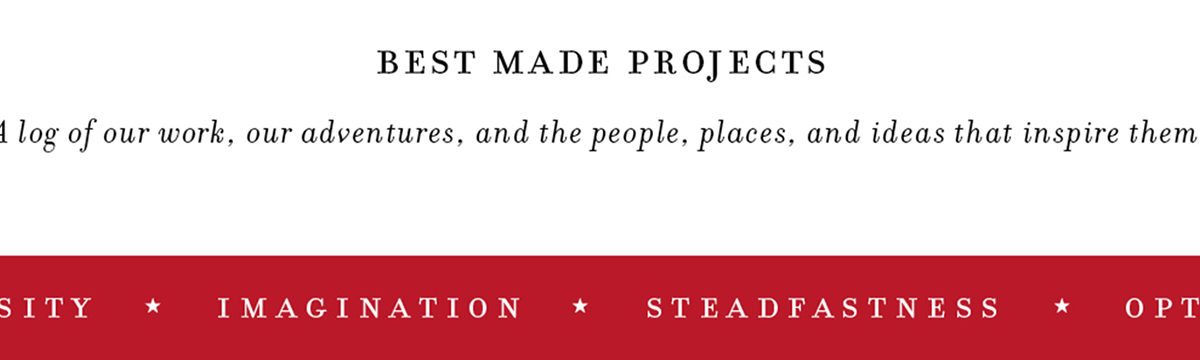 BEST MADE PROJECTS
A log of our work, our adventures, and the people, places, and ideas that inspire them
SITY ★ IMAGINATION ★ STEADFASTNESS ★ OPT